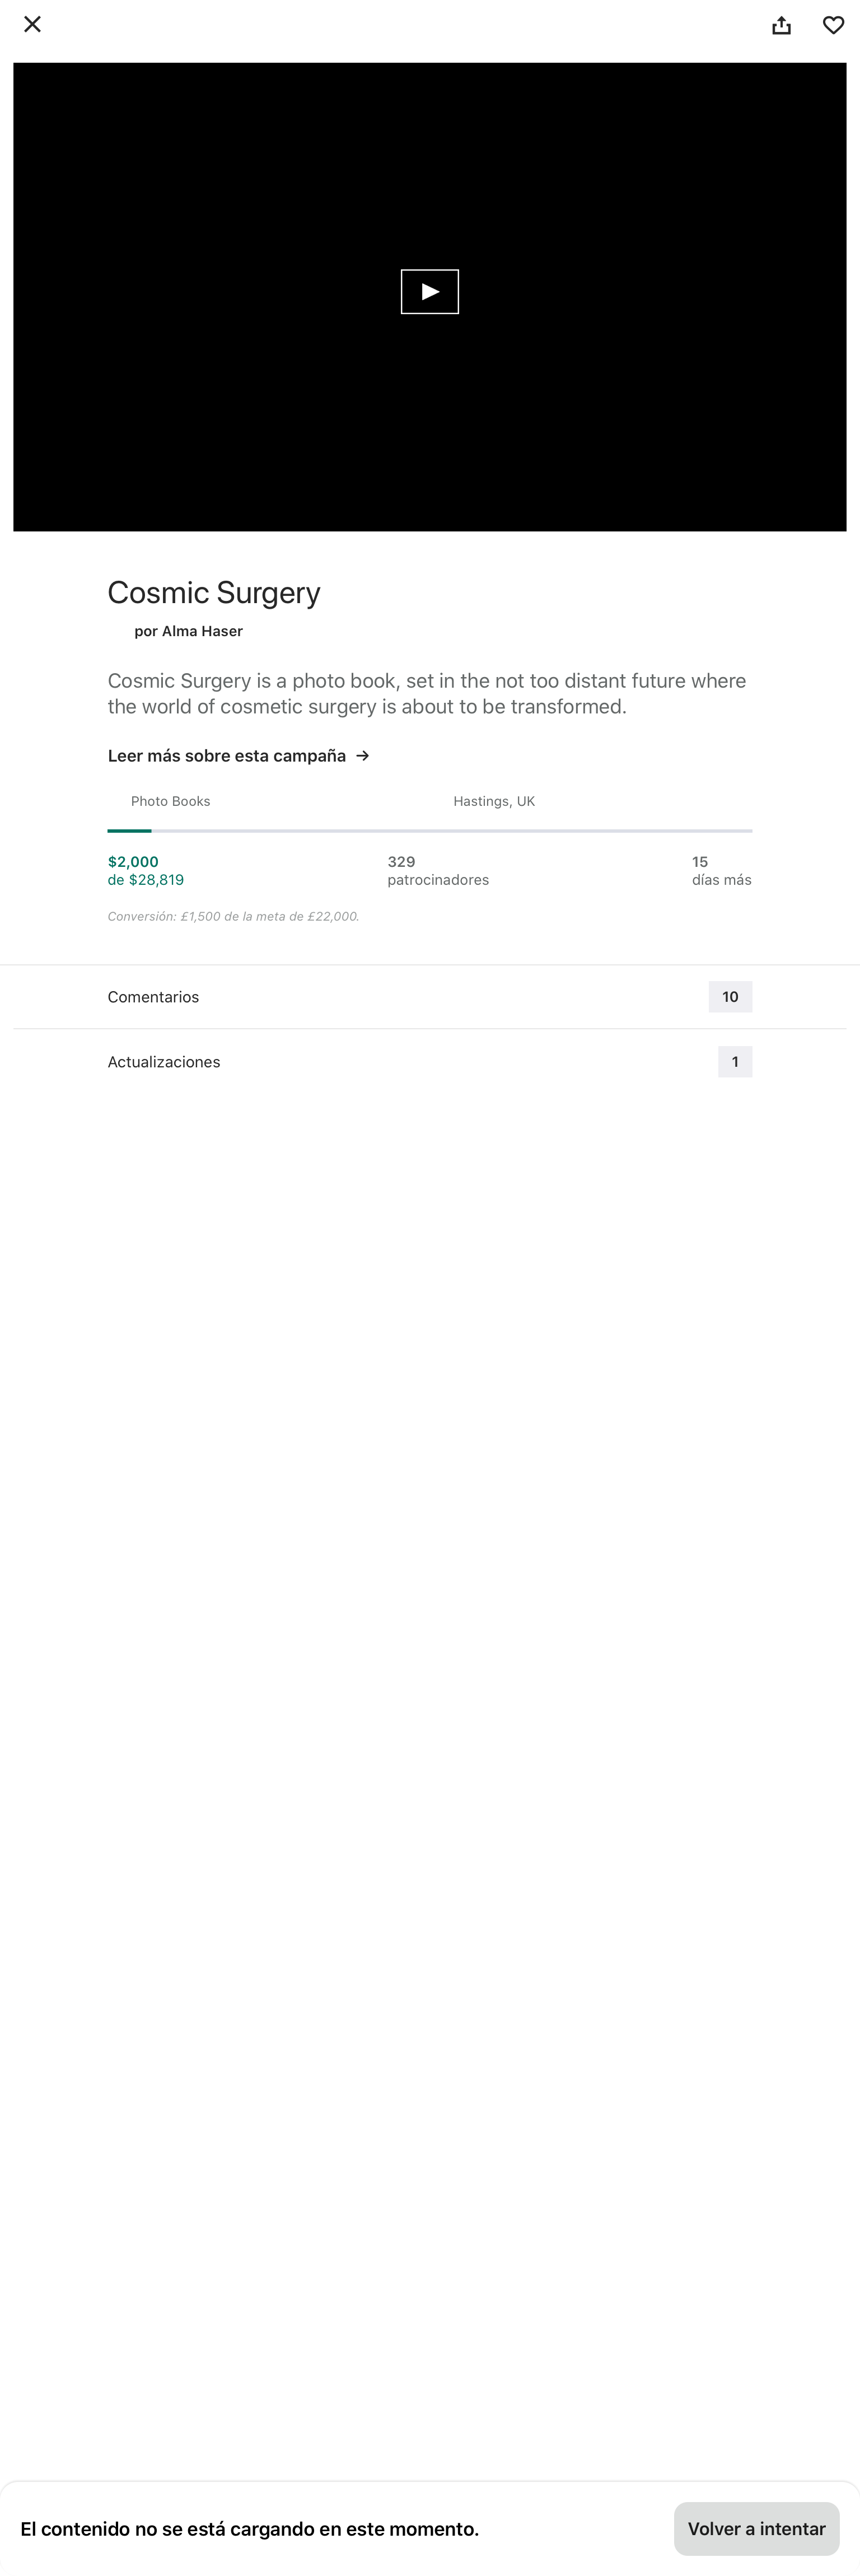 Cosmic Surgery
por Alma Haser
Cosmic Surgery is a photo book, set in the not too distant future where
the world of cosmetic surgery is about to be transformed.
Leer más sobre esta campaña →
Photo Books
Hastings, UK
$2,000
de $28,819
329
patrocinadores
15
días más
Conversión: £1,500 de la meta de £22,000.
Comentarios
10
Actualizaciones
1
El contenido no se está cargando en este momento.
Volver a intentar